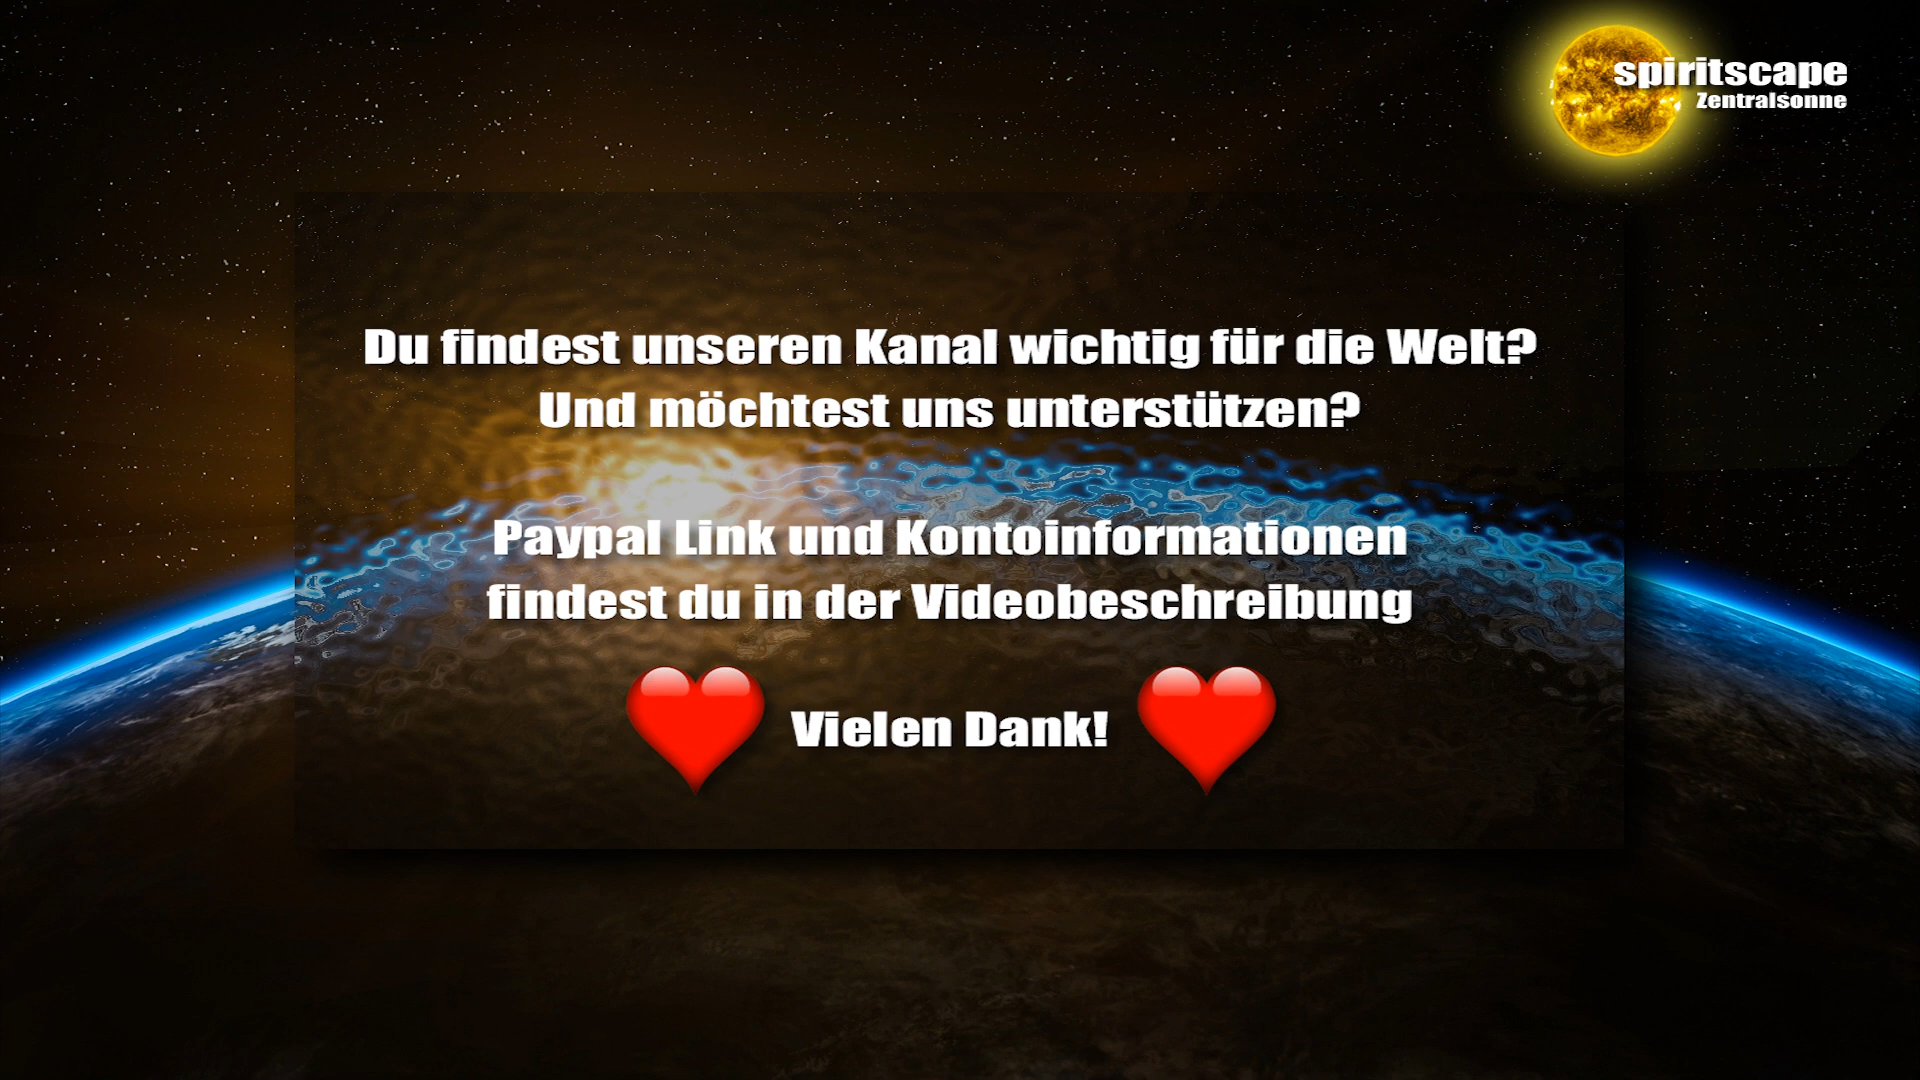 spiritscape
Zentralsonne
Du findest unseren Kanal wichtig für die Welt?
Und möchtest uns unterstützen?
Paypal Link und Kontoinformationen
findest du in der Videobeschreibung
Vielen Dank!